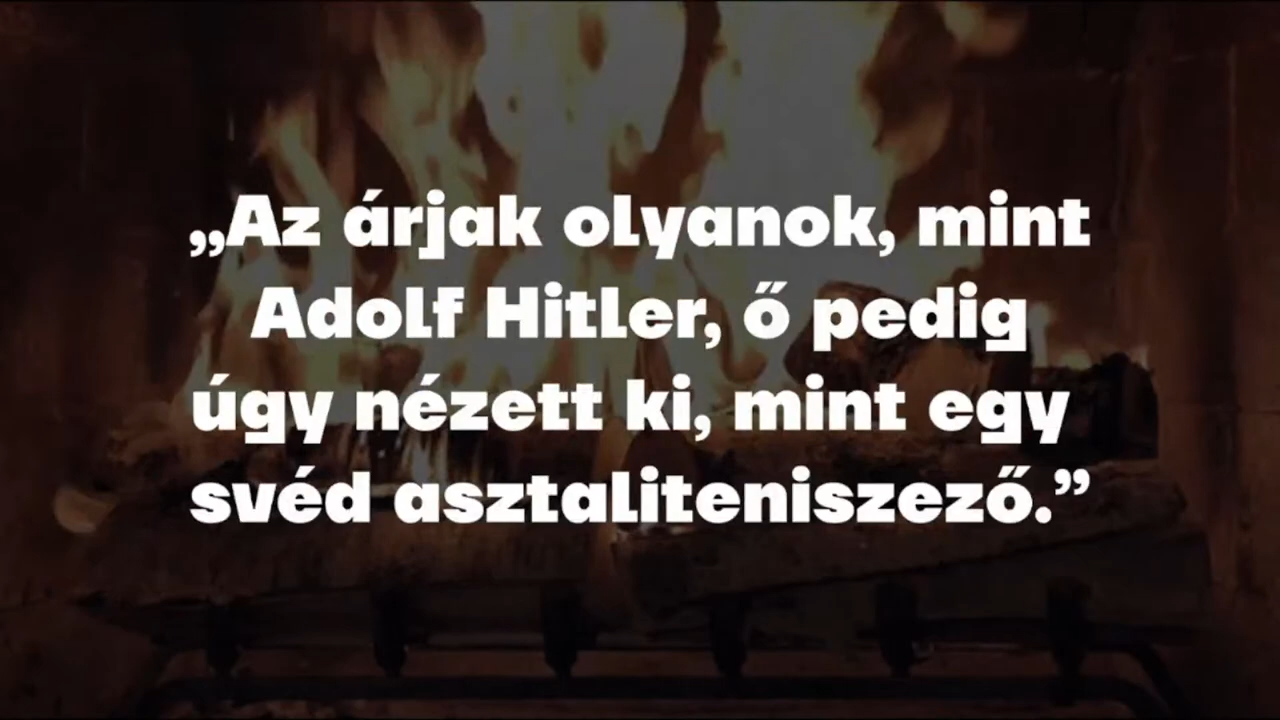 „Az árjak olyanok, mint
Adolf Hitler, ő pedig
úgy nézett ki, mint egy
svéd asztaliteniszező.”